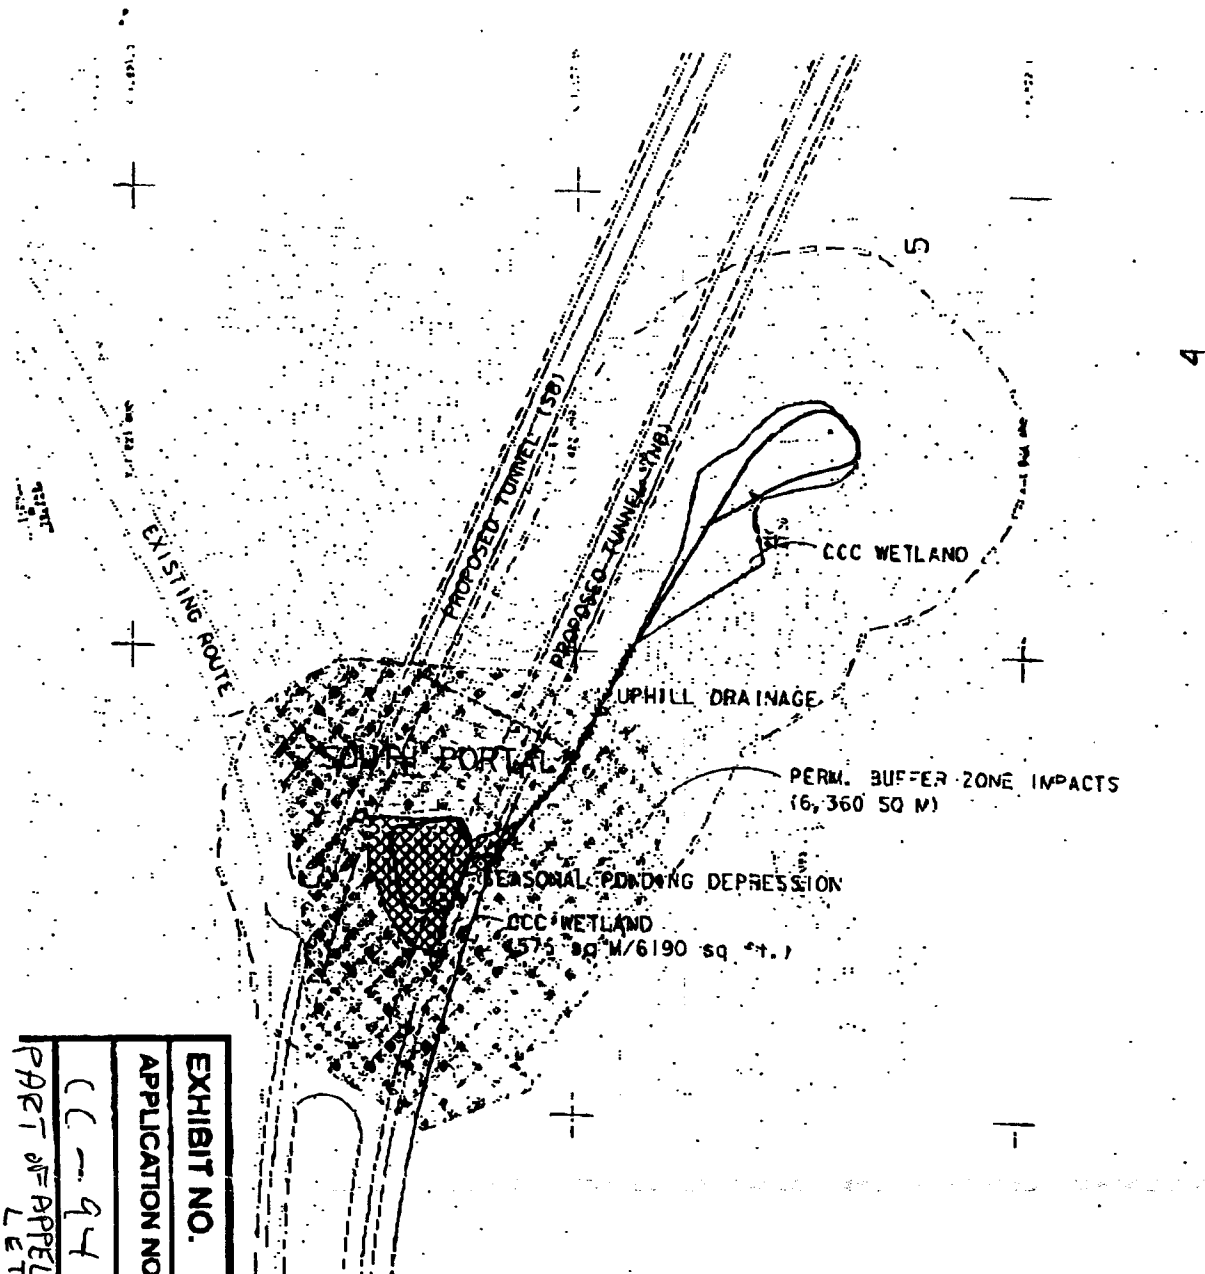 5
4
PROPOSED TUNNEL (SB)
PROPOSED TUNNEL (NB)
EXISTING ROUTE
CCC WETLAND
UPHILL DRAINAGE
SOUTH PORTAL
PERM. BUFFER ZONE IMPACTS
(6,360 SQ M)
SEASONAL PONDING DEPRESSION
CCC WETLAND
(575 sq M/6190 sq ft.)
EXHIBIT NO.
APPLICATION NO
CC-94
PART OF APPEL
LET